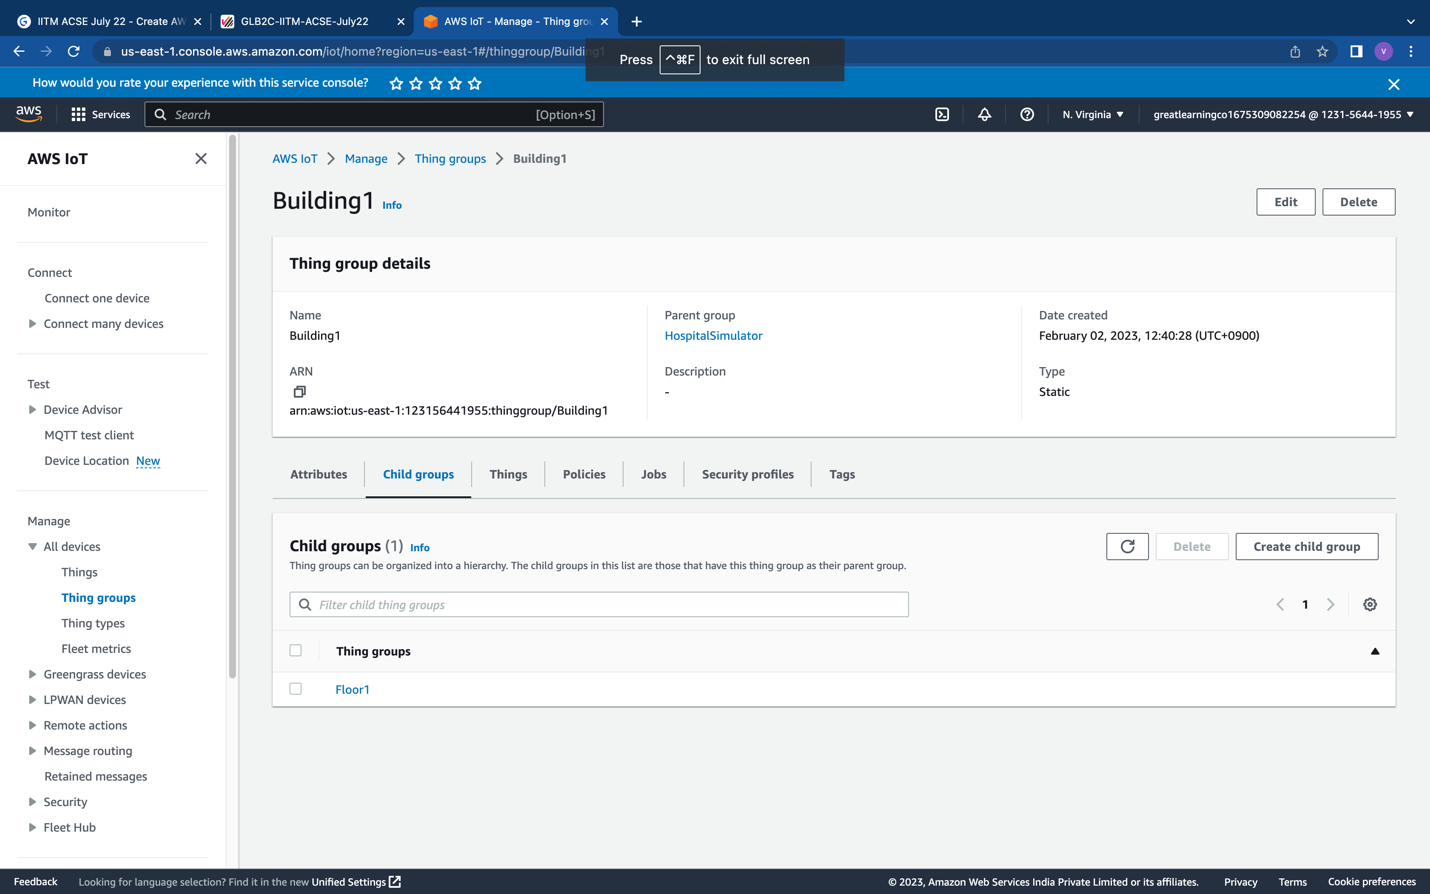 IITM ACSE July 22 - Create AW
GLB2C-IITM-ACSE-July22
AWS IoT - Manage - Thing grou
us-east-1.console.aws.amazon.com/iot/home?region=us-east-1#/thinggroup/Building1
Press ^⌘F to exit full screen
V
How would you rate your experience with this service console?
aws
Services
Search
[Option+S]
N. Virginia
greatlearningco1675309082254 @ 1231-5644-1955
AWS IoT
Monitor
Connect
Connect one device
Connect many devices
Test
Device Advisor
MQTT test client
Device Location New
Manage
All devices
Things
Thing groups
Thing types
Fleet metrics
Greengrass devices
LPWAN devices
Remote actions
Message routing
Retained messages
Security
Fleet Hub
AWS IoT > Manage > Thing groups > Building1
Building1 Info
Edit
Delete
Thing group details
Name
Building1
ARN
arn:aws:iot:us-east-1:123156441955:thinggroup/Building1
Parent group
HospitalSimulator
Description
-
Date created
February 02, 2023, 12:40:28 (UTC+0900)
Type
Static
Attributes
Child groups
Things
Policies
Jobs
Security profiles
Tags
Child groups (1) Info
Thing groups can be organized into a hierarchy. The child groups in this list are those that have this thing group as their parent group.
Delete
Create child group
Filter child thing groups
1
Thing groups
Floor1
Feedback
Looking for language selection? Find it in the new Unified Settings
© 2023, Amazon Web Services India Private Limited or its affiliates.
Privacy
Terms
Cookie preferences